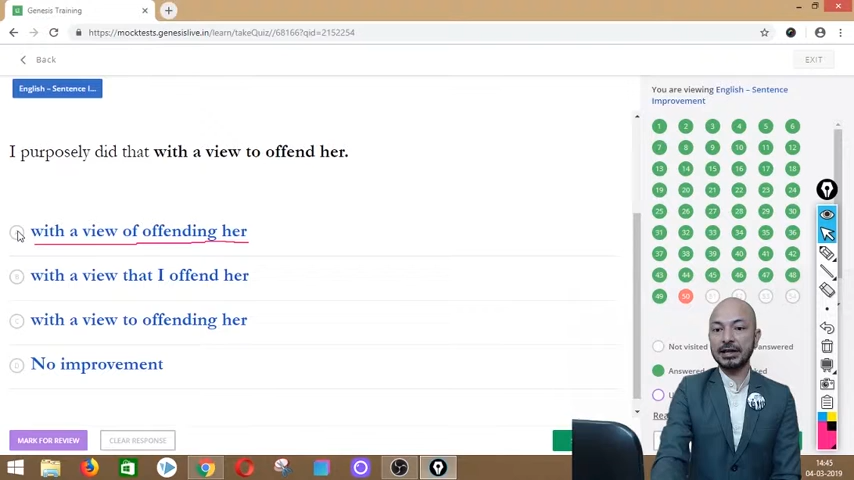 Genesis Training
https://mocktests.genesislive.in/learn/takeQuiz//68166?qid=2152254
Back
EXIT
English – Sentence I...
You are viewing English – Sentence
Improvement
I purposely did that with a view to offend her.
A
with a view of offending her
B with a view that I offend her
C with a view to offending her
D No improvement
1 2 3 4 5 6
7 8 9 10 11 12
13 14 15 16 17 18
19 20 21 22 23 24
25 26 27 28 29 30
31 32 33 34 35 36
37 38 39 40 41 42
43 44 45 46 47 48
49 50
Not visited
answered
Answered
MARK FOR REVIEW
CLEAR RESPONSE
14:45
04-03-2019